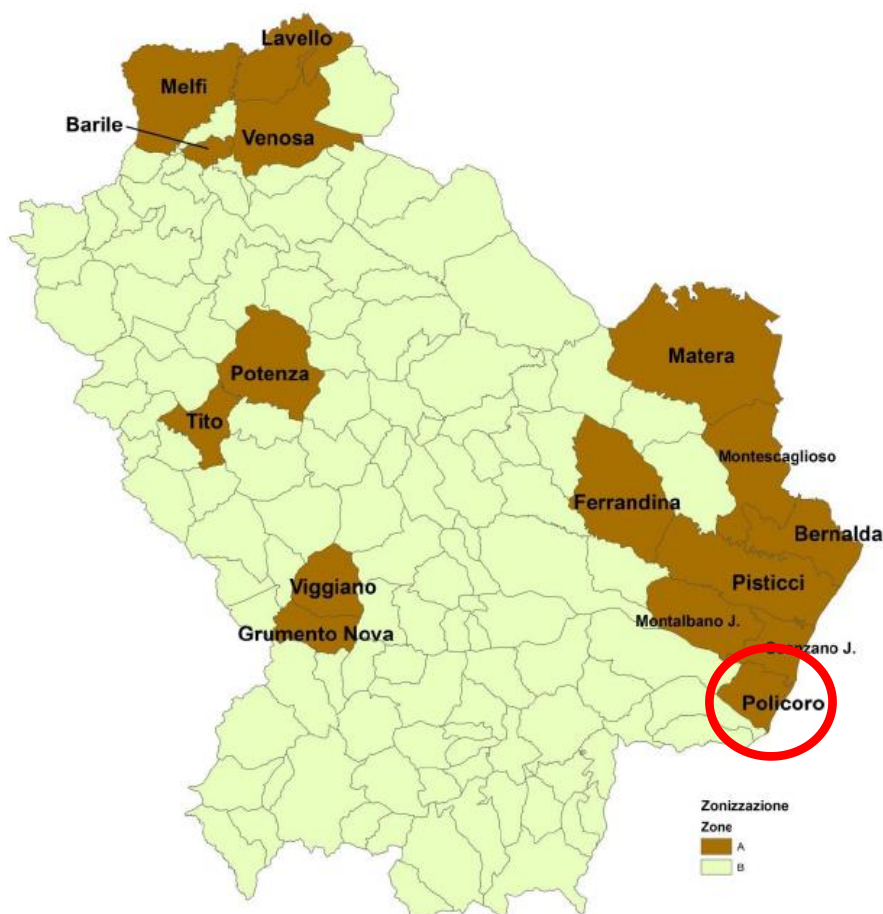 Lavello
Melfi
Barile
Venosa
Matera
Potenza
Tito
Montescaglioso
Ferrandina
Bernalda
Viggiano
Pisticci
Grumento Nova
Montalbano J.
J.
Policoro
Zonizzazione
Zone
A
B